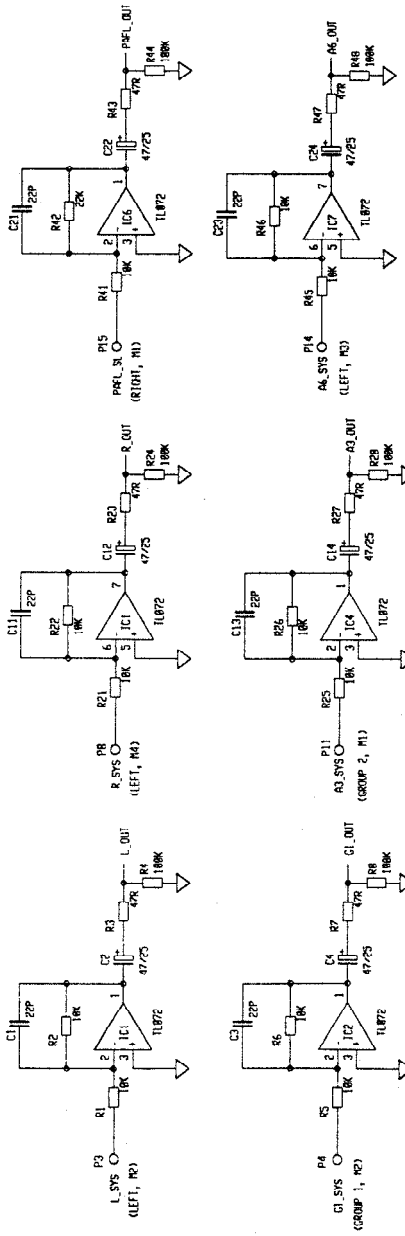 C1
22P
R2
10K
P3
L_SYS
(LEFT, M2)
R1
10K
2
3
1
IC1
TL072
C2
47/25
R3
47R
L_OUT
R4
100K
C11
22P
R22
10K
P8
R_SYS
(LEFT, M4)
R21
10K
6
5
7
IC1
TL072
C12
47/25
R23
47R
R_OUT
R24
100K
C21
22P
R42
22K
P15
PAFL_SL
(RIGHT, M1)
R41
10K
2
3
1
IC6
TL072
C22
47/25
R43
47R
PAFL_OUT
R44
100K
C3
22P
R6
10K
P4
G1_SYS
(GROUP 1, M2)
R5
10K
2
3
1
IC2
TL072
C4
47/25
R7
47R
G1_OUT
R8
100K
C13
22P
R26
10K
P11
A3_SYS
(GROUP 2, M1)
R25
10K
2
3
1
IC4
TL072
C14
47/25
R27
47R
A3_OUT
R28
100K
C23
22P
R46
10K
P14
A6_SYS
(LEFT, M3)
R45
10K
6
5
7
IC7
TL072
C24
47/25
R47
47R
A6_OUT
R48
100K